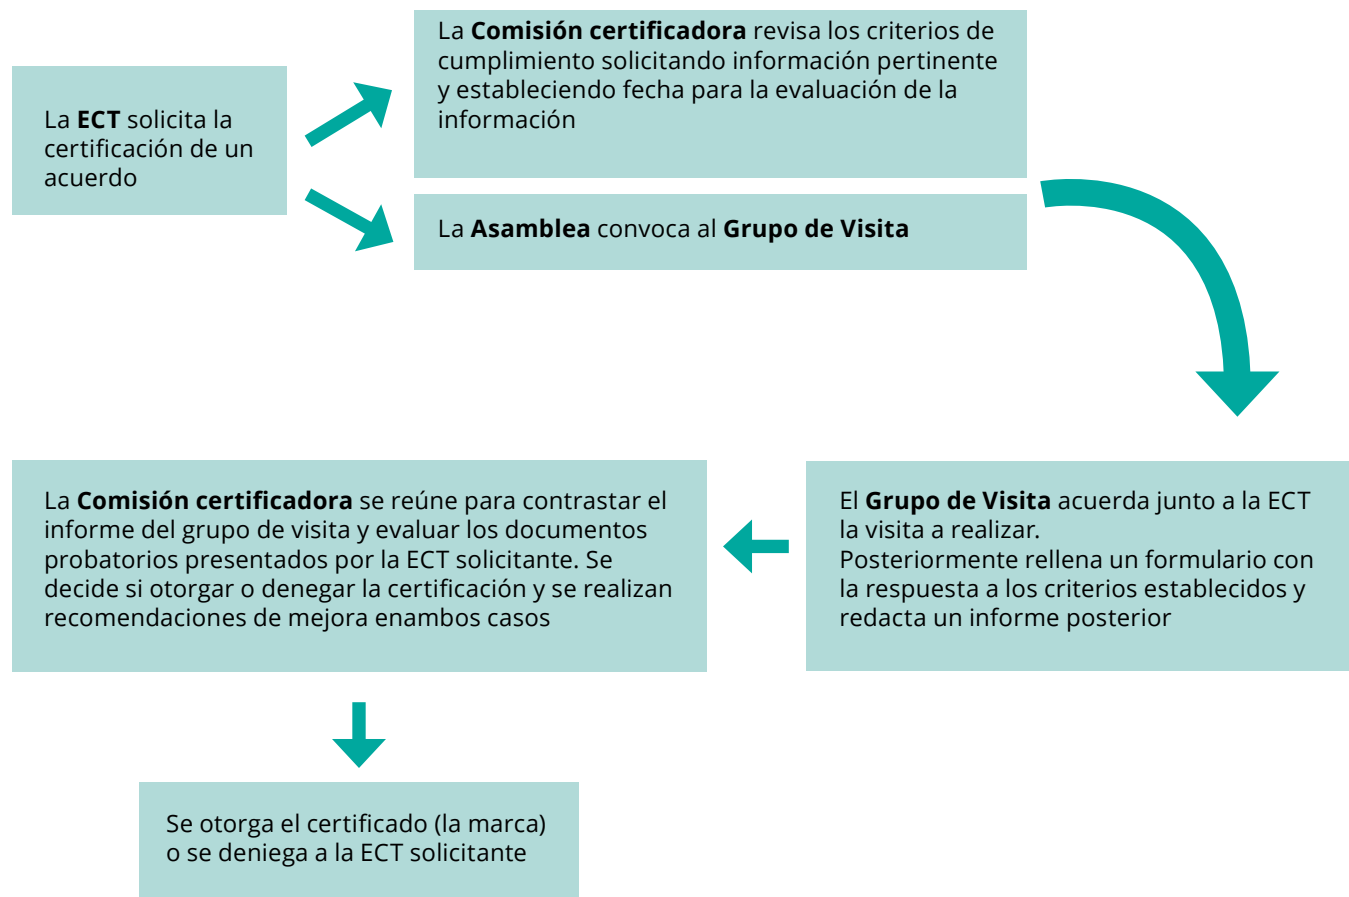 La ECT solicita la
certificación de un
acuerdo
La Comisión certificadora revisa los criterios de
cumplimiento solicitando información pertinente
y estableciendo fecha para la evaluación de la
información
La Asamblea convoca al Grupo de Visita
El Grupo de Visita acuerda junto a la ECT
la visita a realizar.
Posteriormente rellena un formulario con
la respuesta a los criterios establecidos y
redacta un informe posterior
La Comisión certificadora se reúne para contrastar el
informe del grupo de visita y evaluar los documentos
probatorios presentados por la ECT solicitante. Se
decide si otorgar o denegar la certificación y se realizan
recomendaciones de mejora enambos casos
Se otorga el certificado (la marca)
o se deniega a la ECT solicitante